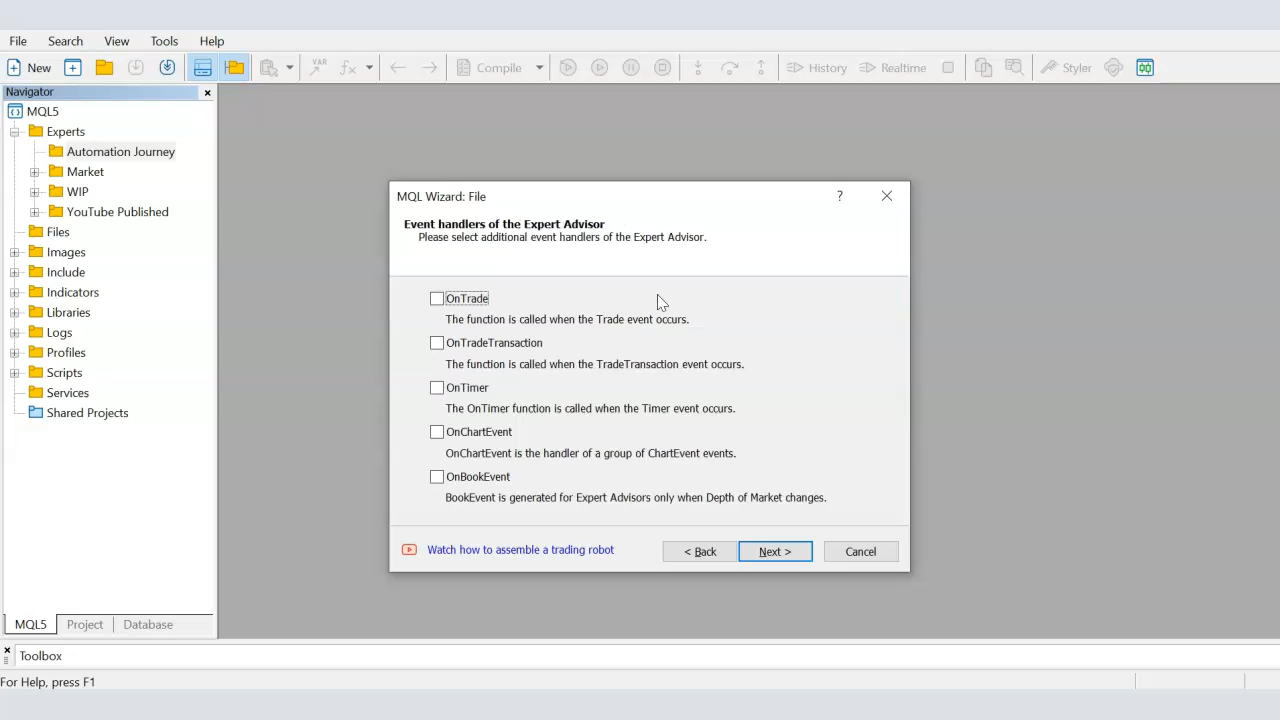 File Search View Tools Help
New VAR fx Compile History Realtime Styler
Navigator
MQL5
Experts
Automation Journey
Market
WIP
YouTube Published
Files
Images
Include
Indicators
Libraries
Logs
Profiles
Scripts
Services
Shared Projects
MQL5 Project Database
MQL Wizard: File ?
Event handlers of the Expert Advisor
Please select additional event handlers of the Expert Advisor.
OnTrade
The function is called when the Trade event occurs.
OnTradeTransaction
The function is called when the TradeTransaction event occurs.
OnTimer
The OnTimer function is called when the Timer event occurs.
OnChartEvent
OnChartEvent is the handler of a group of ChartEvent events.
OnBookEvent
BookEvent is generated for Expert Advisors only when Depth of Market changes.
Watch how to assemble a trading robot < Back Next > Cancel
Toolbox
For Help, press F1